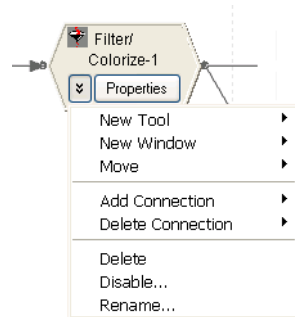 Filter/
Colorize-1
Properties
New Tool
New Window
Move
Add Connection
Delete Connection
Delete
Disable...
Rename...